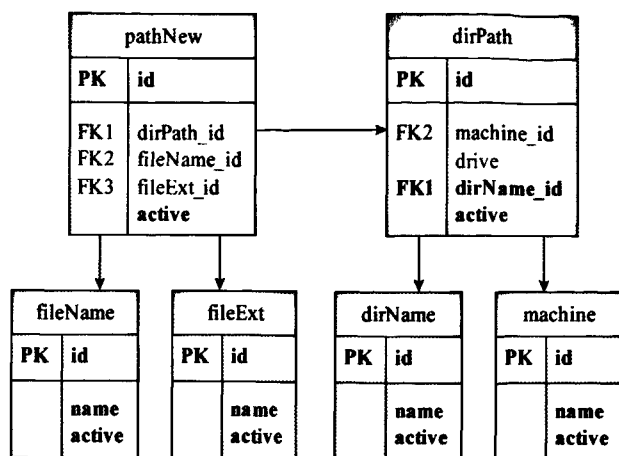 pathNew
PK id
FK1 dirPath_id
FK2 fileName_id
FK3 fileExt_id
active
dirPath
PK id
FK2 machine_id
drive
FK1 dirName_id
active
fileName
PK id
name
active
fileExt
PK id
name
active
dirName
PK id
name
active
machine
PK id
name
active